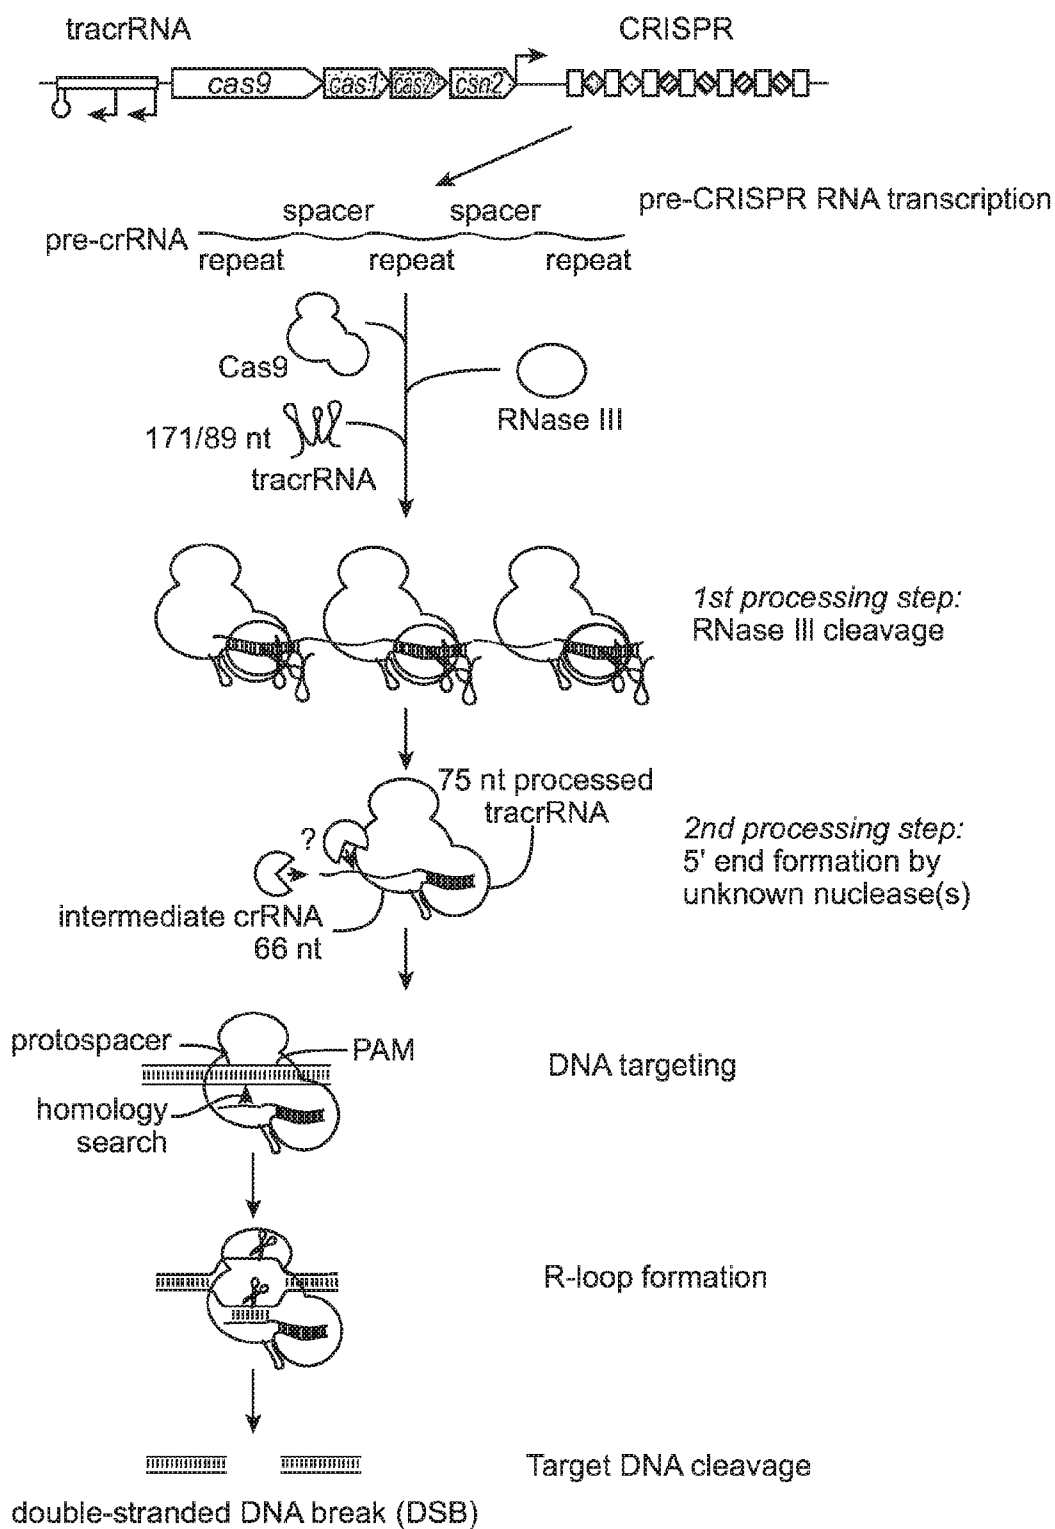 tracrRNA
CRISPR
cas9
cas1
cas2
csn2
pre-CRISPR RNA transcription
spacer
spacer
pre-crRNA
repeat
repeat
repeat
Cas9
RNase III
171/89 nt
tracrRNA
1st processing step:
RNase III cleavage
75 nt processed
tracrRNA
?
2nd processing step:
5' end formation by
unknown nuclease(s)
intermediate crRNA
66 nt
protospacer
PAM
DNA targeting
homology
search
R-loop formation
Target DNA cleavage
double-stranded DNA break (DSB)